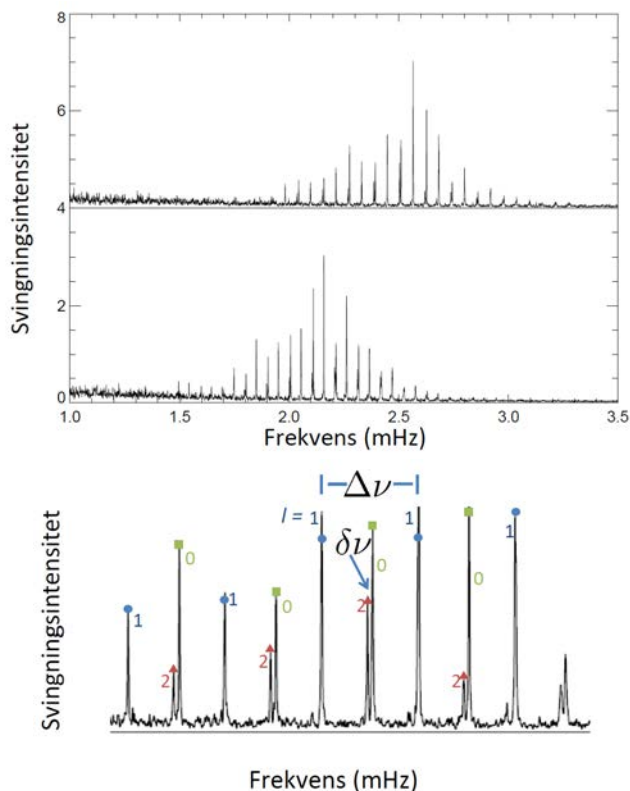 8
6
4
2
0
Svingningsintensitet
1.0 1.5 2.0 2.5 3.0 3.5
Frekvens (mHz)
Δν
l = 1 1 1
δν
0 0 0 0
1 1
2 2 2 2
Svingningsintensitet
Frekvens (mHz)